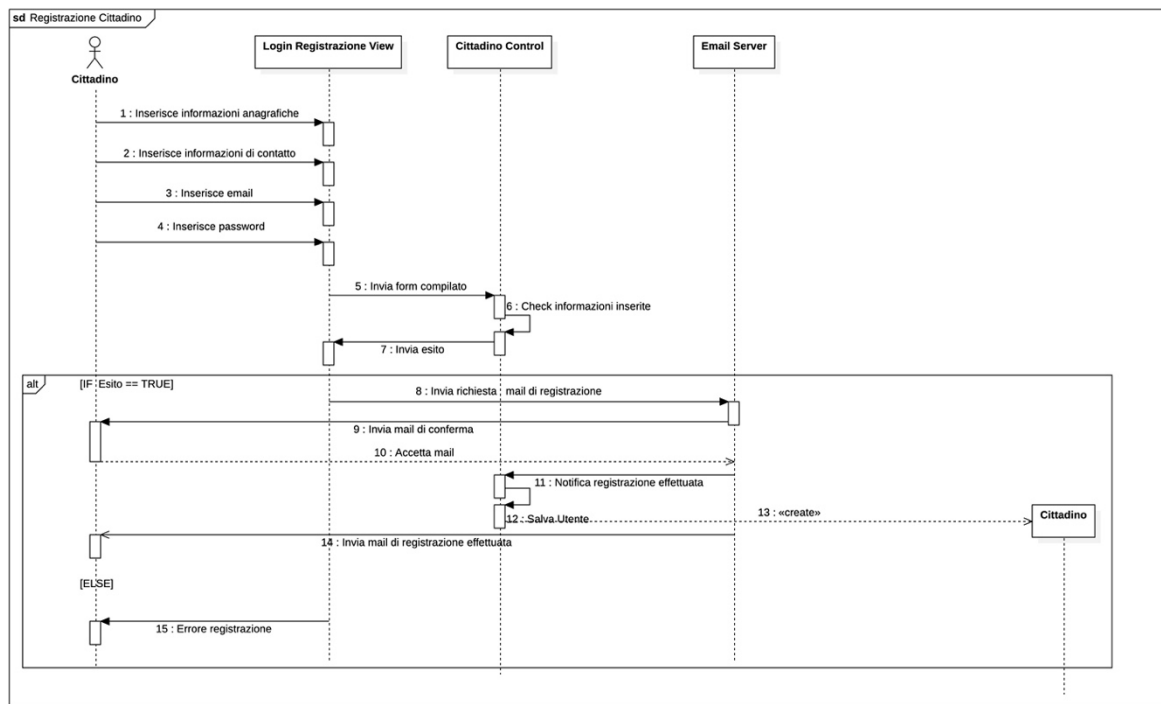 sd Registrazione Cittadino
Cittadino
Login Registrazione View
Cittadino Control
Email Server
1 : Inserisce informazioni anagrafiche
2 : Inserisce informazioni di contatto
3 : Inserisce email
4 : Inserisce password
5 : Invia form compilato
6 : Check informazioni inserite
7 : Invia esito
alt
[IF Esito == TRUE]
8 : Invia richiesta mail di registrazione
9 : Invia mail di conferma
10 : Accetta mail
11 : Notifica registrazione effettuata
12 : Salva Utente
13 : «create»
Cittadino
14 : Invia mail di registrazione effettuata
[ELSE]
15 : Errore registrazione